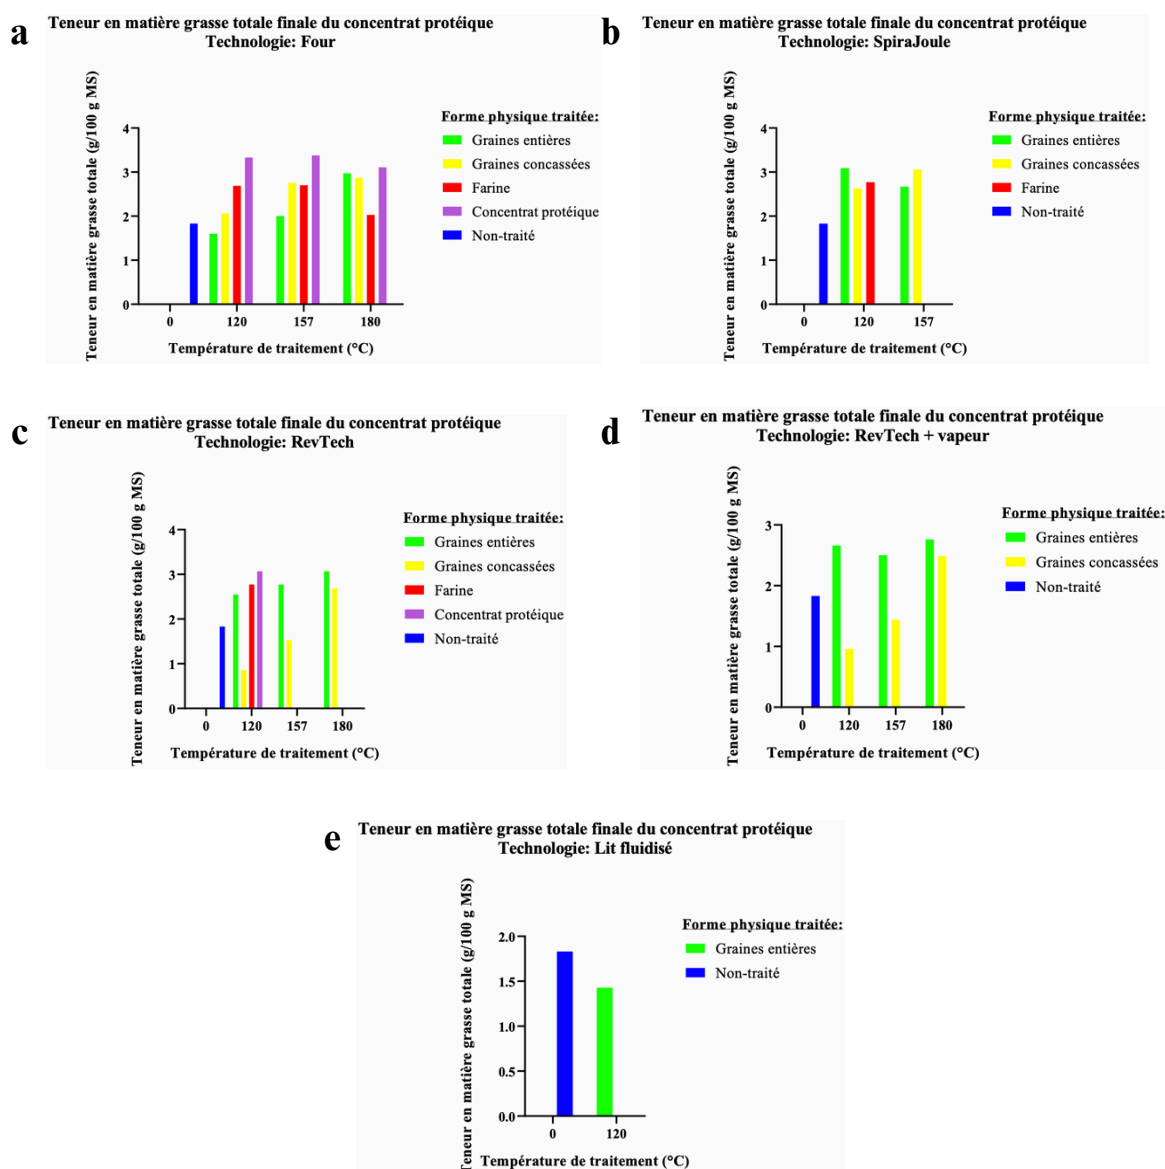 a
Teneur en matière grasse totale finale du concentrat protéique
Technologie: Four
Teneur en matière grasse totale (g/100 g MS)
4
3
2
1
0
0 120 157 180
Température de traitement (°C)
Forme physique traitée:
Graines entières
Graines concassées
Farine
Concentrat protéique
Non-traité
b
Teneur en matière grasse totale finale du concentrat protéique
Technologie: SpiraJoule
Teneur en matière grasse totale (g/100 g MS)
4
3
2
1
0
0 120 157
Température de traitement (°C)
Forme physique traitée:
Graines entières
Graines concassées
Farine
Non-traité
c
Teneur en matière grasse totale finale du concentrat protéique
Technologie: RevTech
Teneur en matière grasse totale (g/100 g MS)
4
3
2
1
0
0 120 157 180
Température de traitement (°C)
Forme physique traitée:
Graines entières
Graines concassées
Farine
Concentrat protéique
Non-traité
d
Teneur en matière grasse totale finale du concentrat protéique
Technologie: RevTech + vapeur
Teneur en matière grasse totale (g/100 g MS)
3
2
1
0
0 120 157 180
Température de traitement (°C)
Forme physique traitée:
Graines entières
Graines concassées
Non-traité
e
Teneur en matière grasse totale finale du concentrat protéique
Technologie: Lit fluidisé
Teneur en matière grasse totale (g/100 g MS)
2.0
1.5
1.0
0.5
0.0
0 120
Température de traitement (°C)
Forme physique traitée:
Graines entières
Non-traité